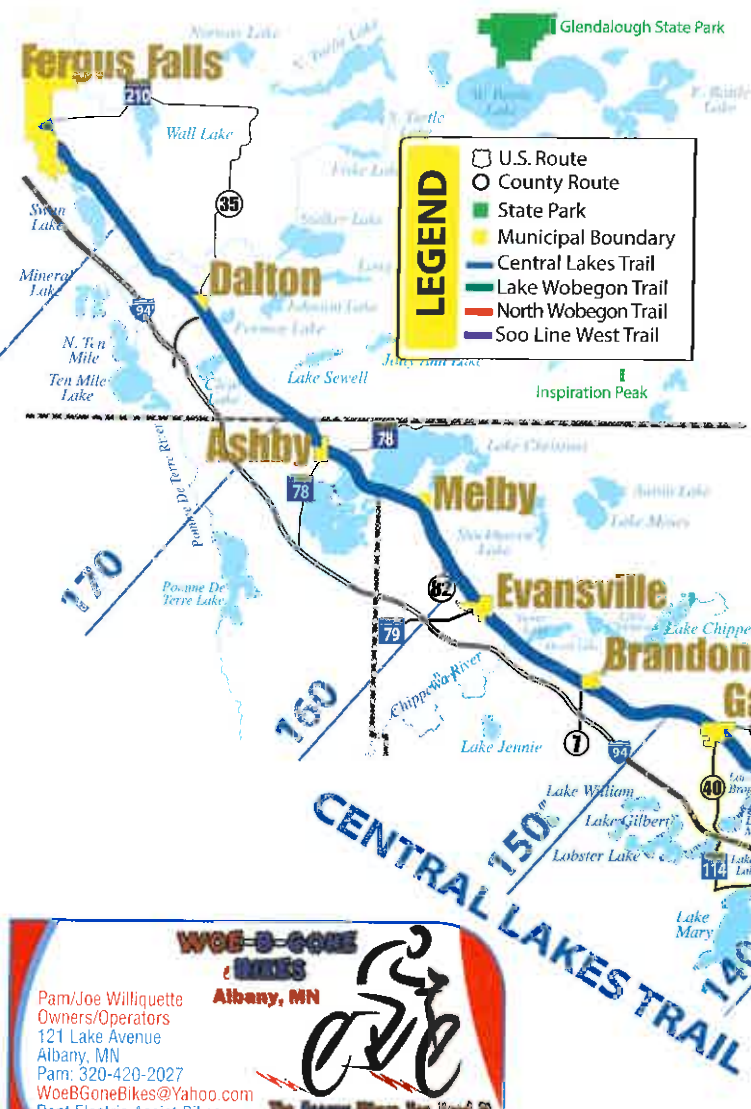 Glendalough State Park
Fergus Falls
210
Wall Lake
35
LEGEND
U.S. Route
County Route
State Park
Municipal Boundary
Central Lakes Trail
Lake Wobegon Trail
North Wobegon Trail
Soo Line West Trail
Swan
Lake
Dalton
Mineral
Lake
94
N. Ten
Mile
Ten Mile
Lake
Lake Sewell
Inspiration Peak
Ashby
78
78
Lake Christina
Melby
Lake Moses
170
Pomme De Terre River
Pomme De
Terre Lake
82
Evansville
79
Lake Chippe
Brandon
Ga
160
Chippewa River
Lake Jennie
7
94
40
Lake William
Lake Gilbert
Lobster Lake
150
114
Lake
Mary
140
CENTRAL LAKES TRAIL
WOE-B-GONE
BIKES
Albany, MN
Pam/Joe Williquette
Owners/Operators
121 Lake Avenue
Albany, MN
Pam: 320-420-2027
WoeBGoneBikes@Yahoo.com